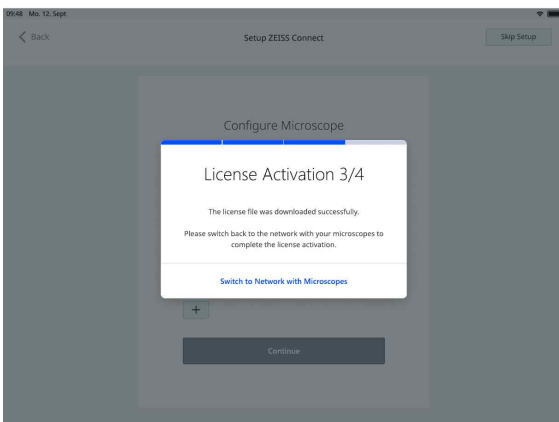 09:48 Mo. 12. Sept
Back
Setup ZEISS Connect
Skip Setup
Configure Microscope
License Activation 3/4
The license file was downloaded successfully.
Please switch back to the network with your microscopes to
complete the license activation.
Switch to Network with Microscopes
+
Continue